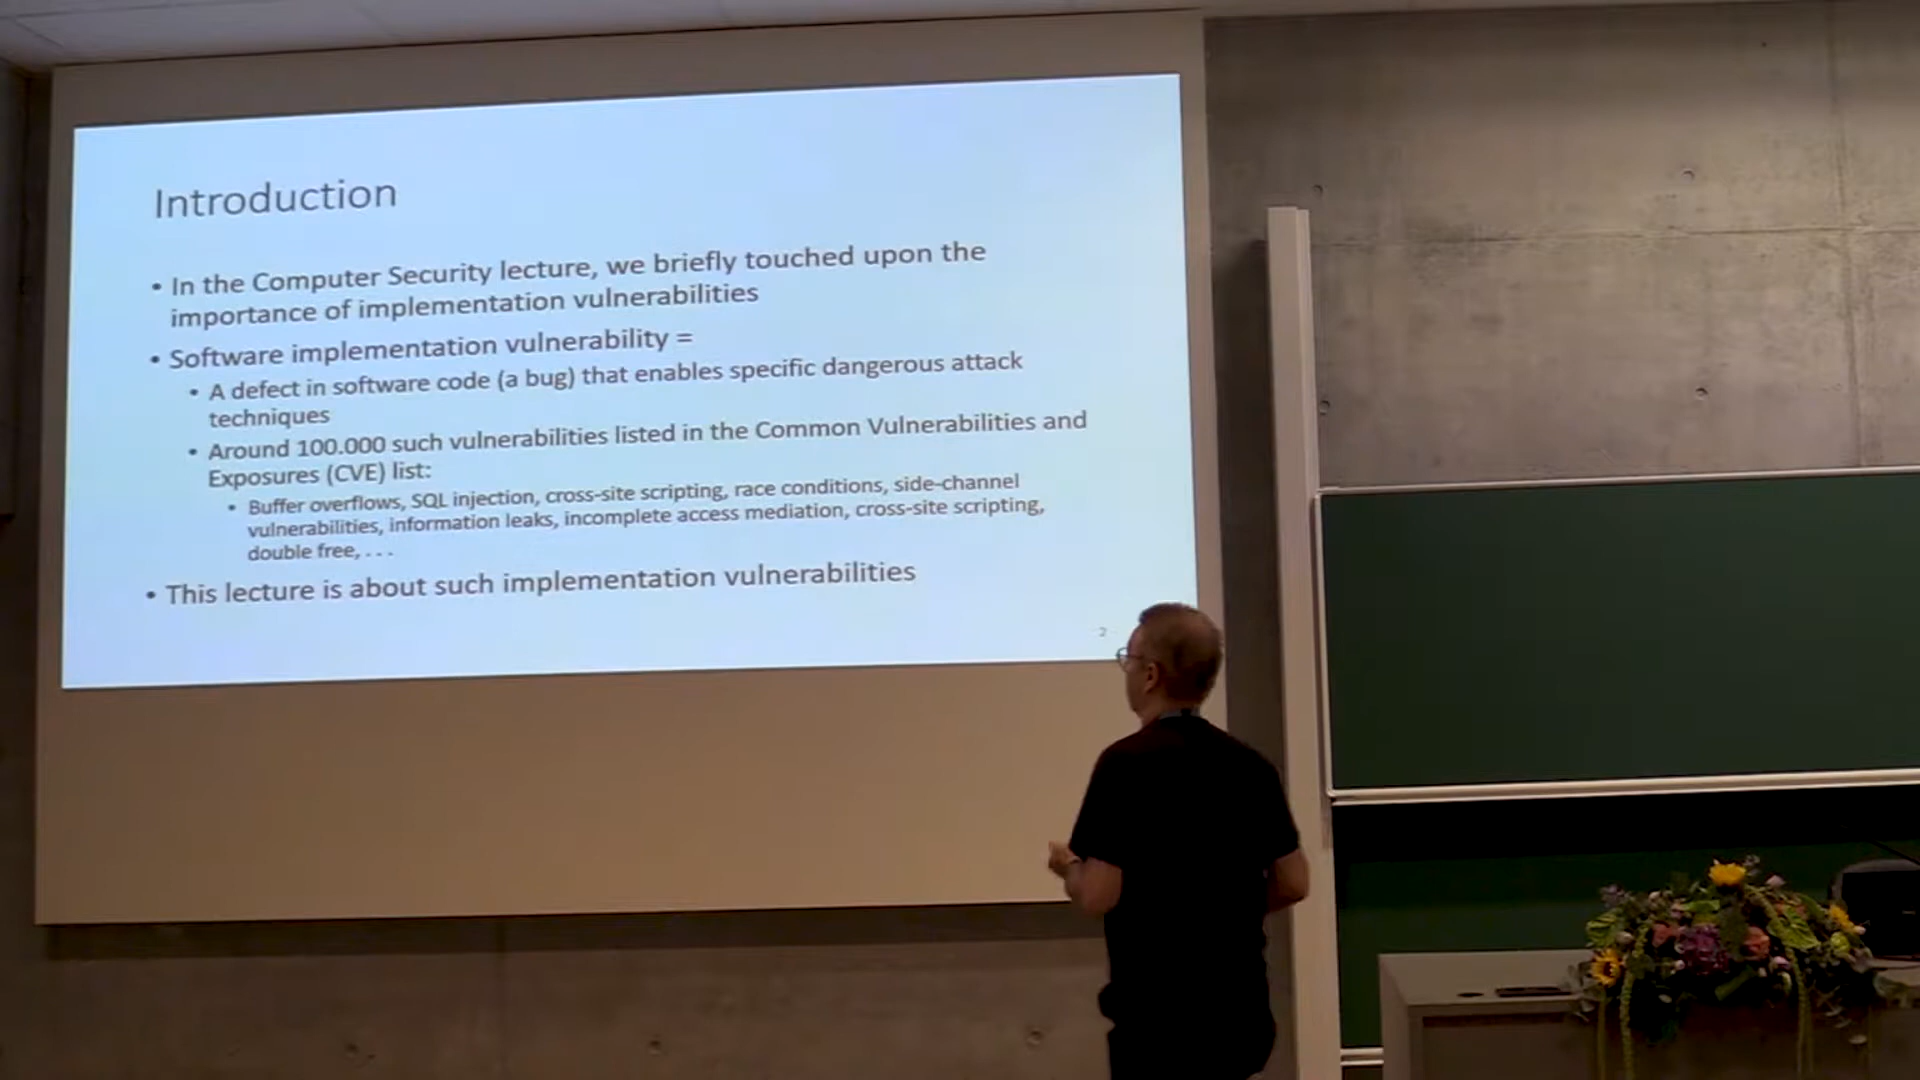 Introduction
• In the Computer Security lecture, we briefly touched upon the
importance of implementation vulnerabilities
• Software implementation vulnerability =
• A defect in software code (a bug) that enables specific dangerous attack
techniques
• Around 100.000 such vulnerabilities listed in the Common Vulnerabilities and
Exposures (CVE) list:
• Buffer overflows, SQL injection, cross-site scripting, race conditions, side-channel
vulnerabilities, information leaks, incomplete access mediation, cross-site scripting,
double free, . . .
• This lecture is about such implementation vulnerabilities
2